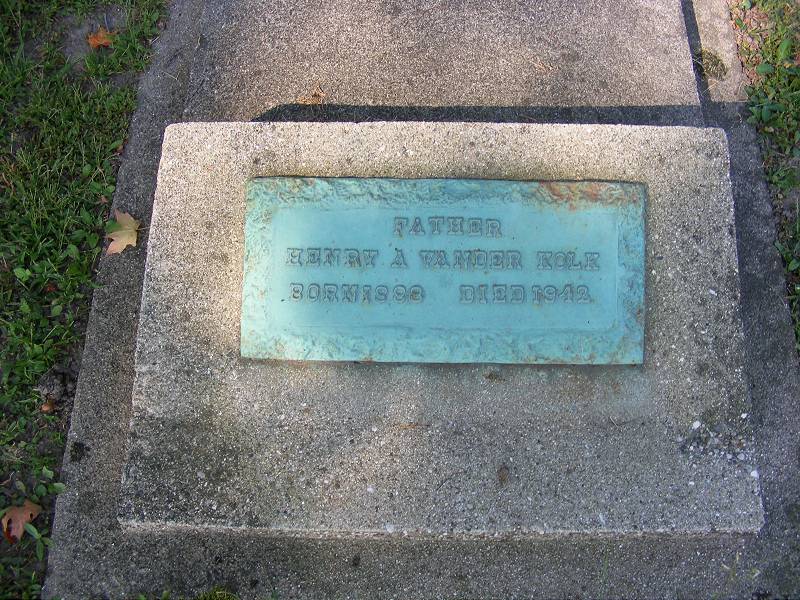 FATHER
HENRY A VANDER KOLK
BORN 1883 DIED 1942